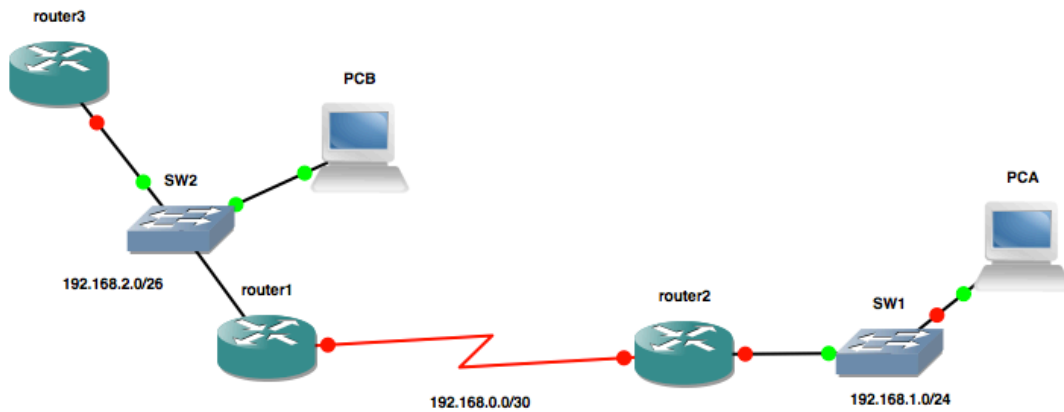 router3
PCB
SW2
PCA
192.168.2.0/26
router1
router2
SW1
192.168.0.0/30
192.168.1.0/24